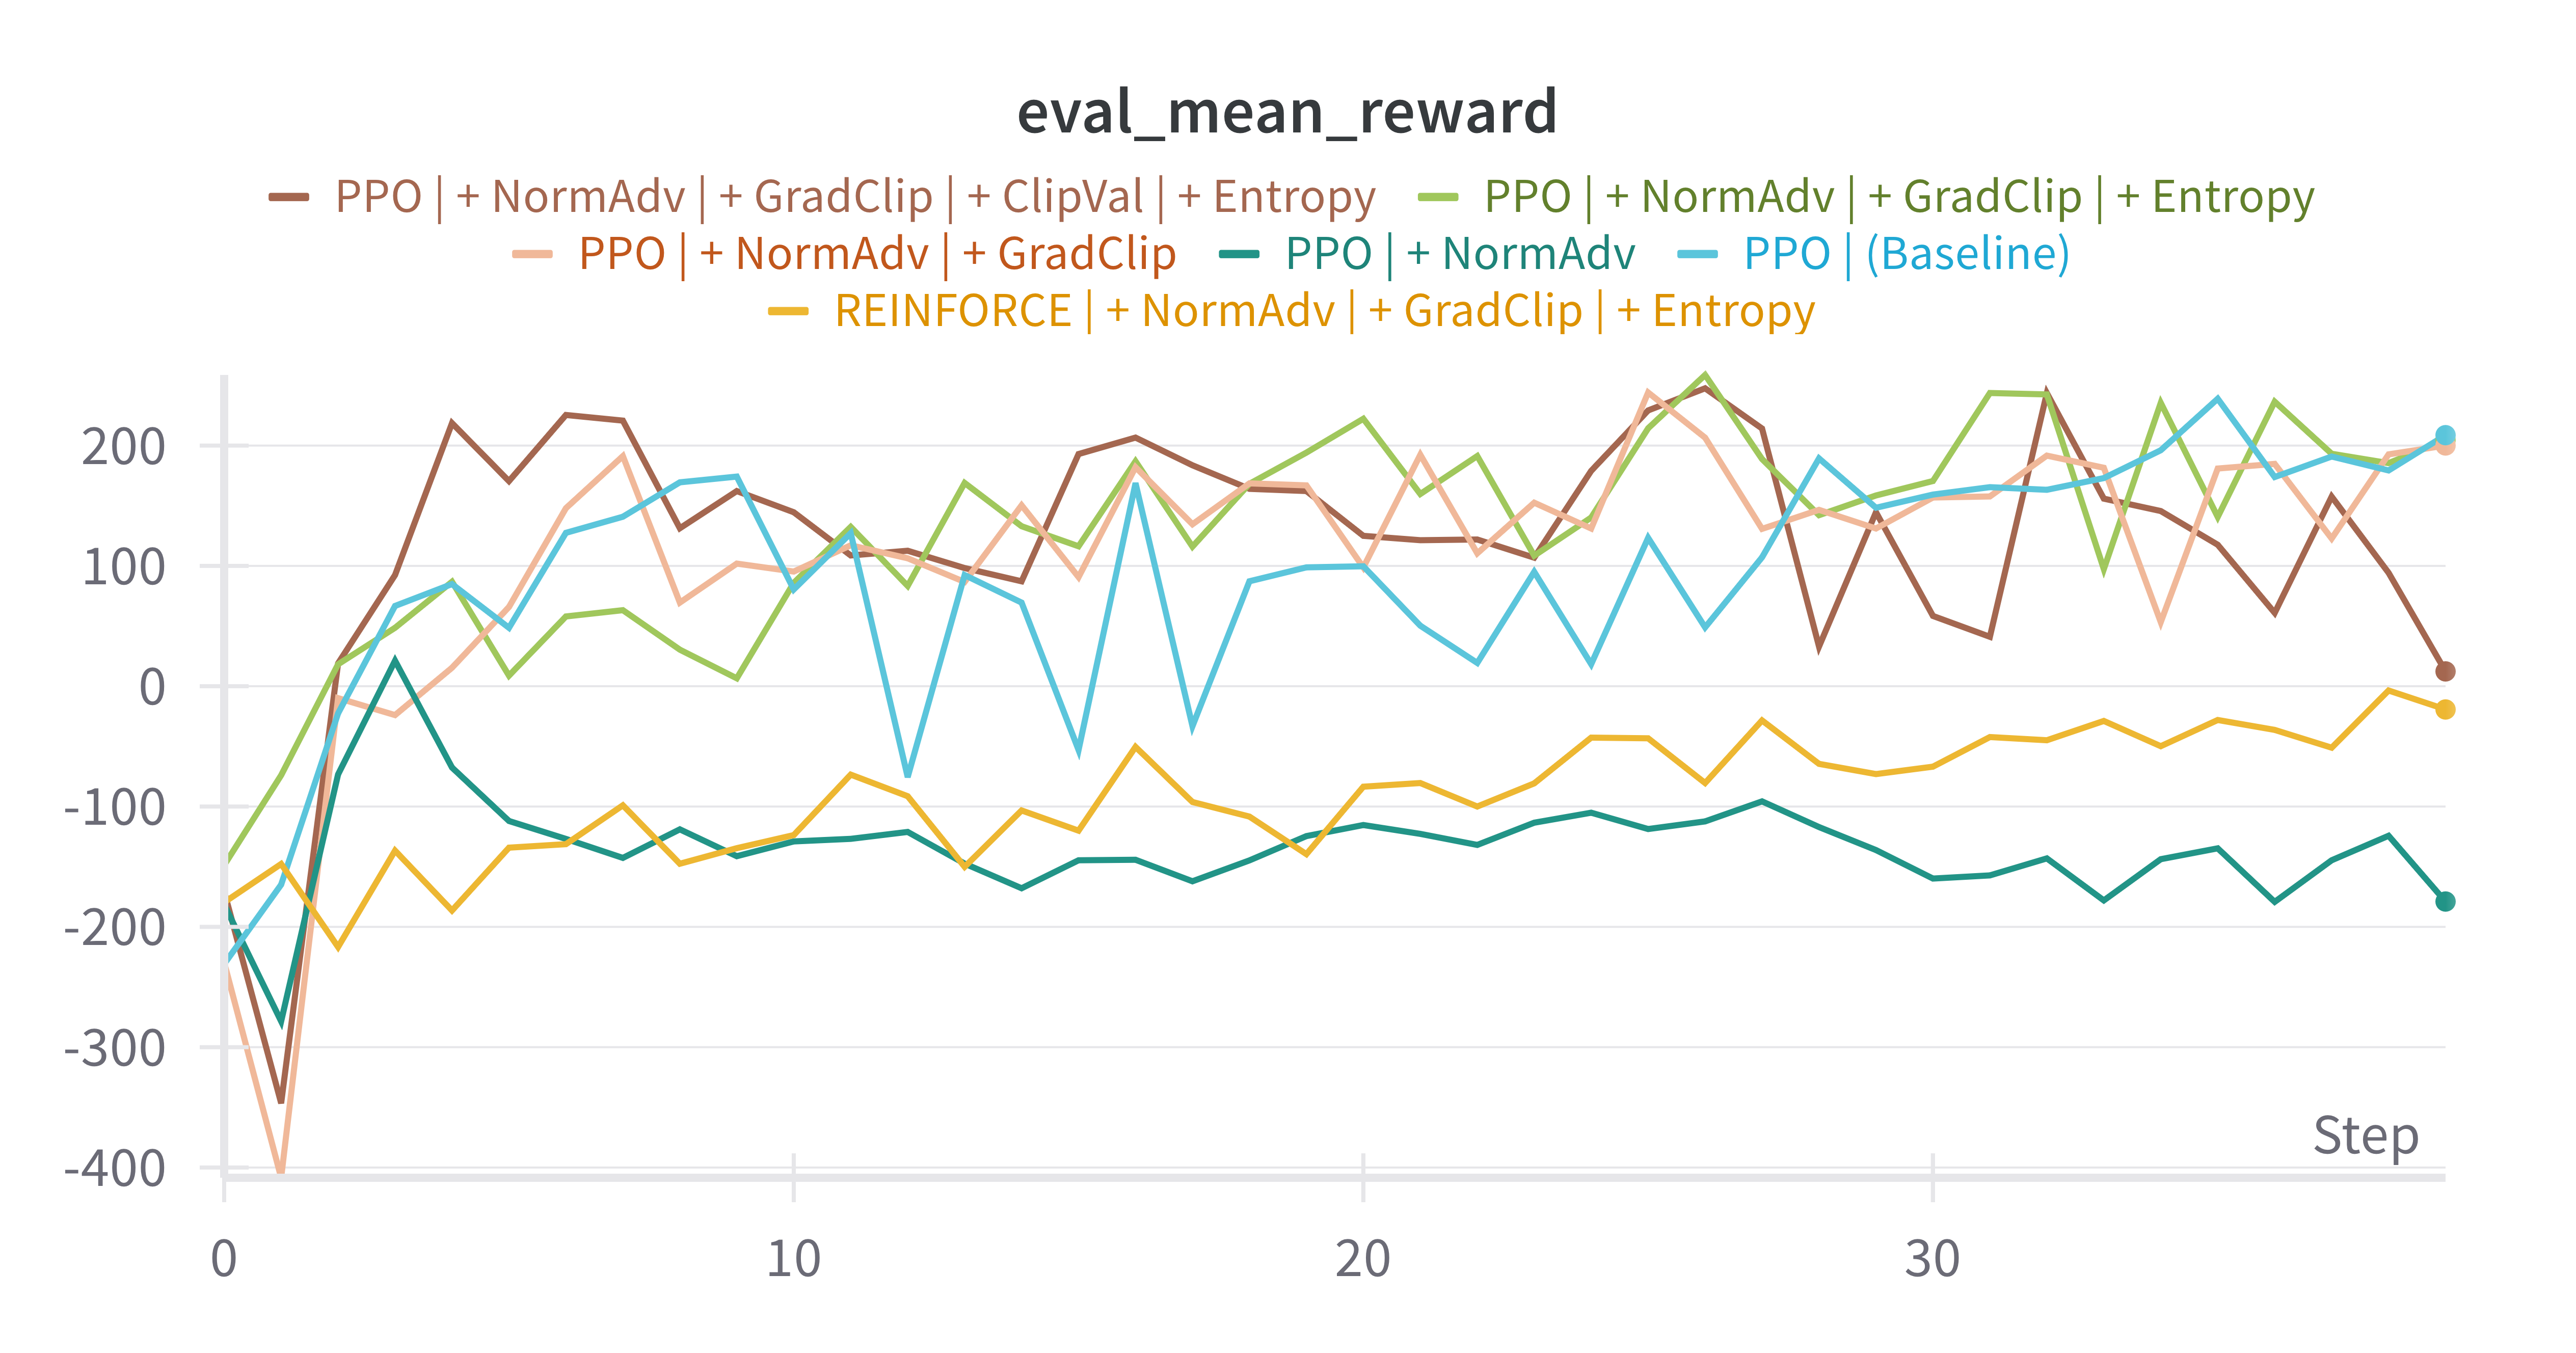 eval_mean_reward
PPO | + NormAdv | + GradClip | + ClipVal | + Entropy PPO | + NormAdv | + GradClip | + Entropy
PPO | + NormAdv | + GradClip PPO | + NormAdv PPO | (Baseline)
REINFORCE | + NormAdv | + GradClip | + Entropy
200
100
0
-100
-200
-300
-400
Step
0 10 20 30